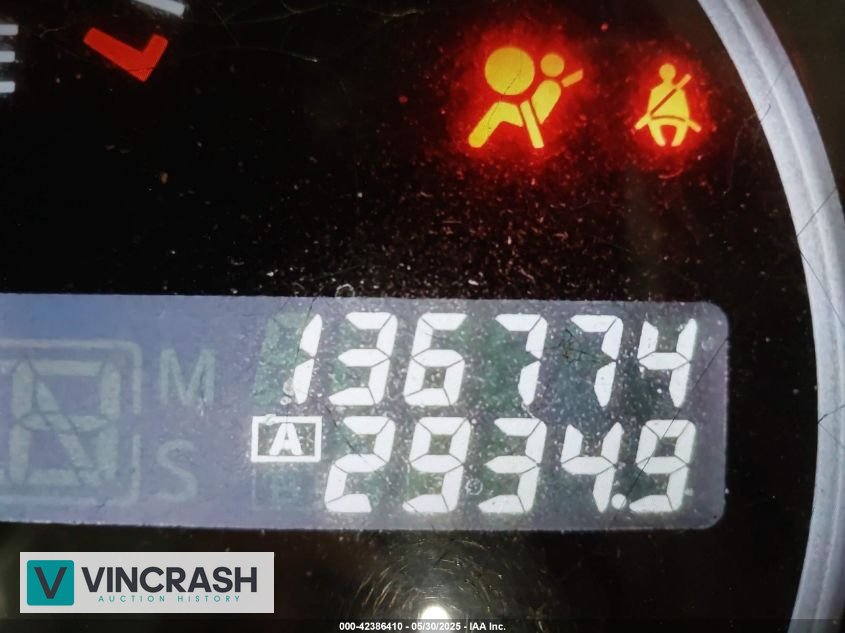 E
136774
M
A 2934.9
S
VINCRASH
AUCTION HISTORY
000-42386410 - 05/30/2025 - IAA Inc.